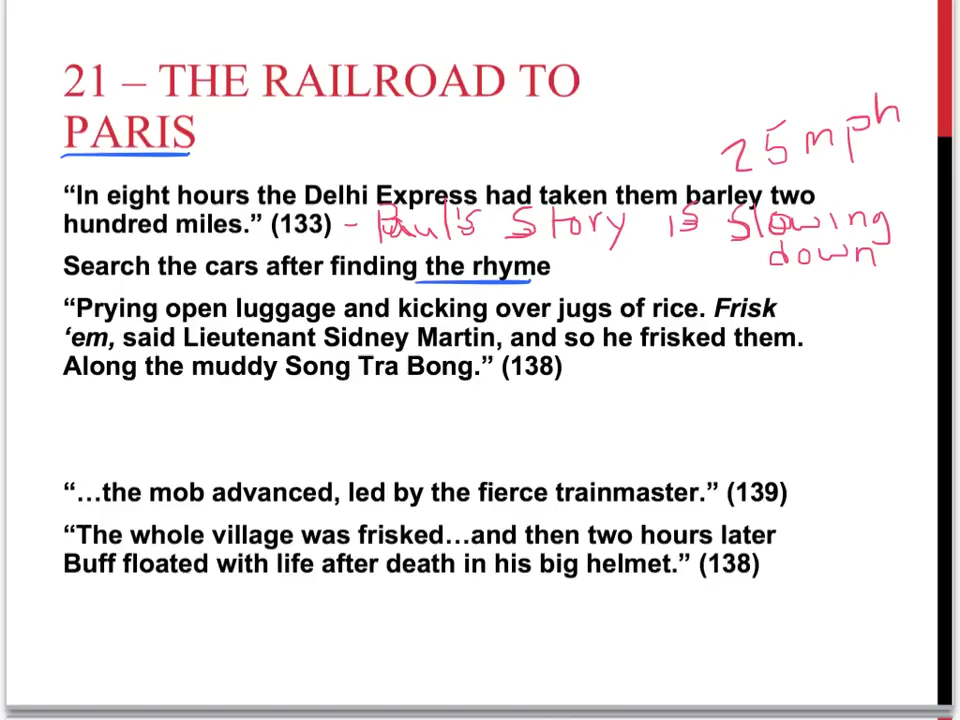 21 – THE RAILROAD TO
PARIS
25 mph
“In eight hours the Delhi Express had taken them barley two
hundred miles.” (133) - Paul's Story is Slowing
down
Search the cars after finding the rhyme
“Prying open luggage and kicking over jugs of rice. Frisk
‘em, said Lieutenant Sidney Martin, and so he frisked them.
Along the muddy Song Tra Bong.” (138)
“…the mob advanced, led by the fierce trainmaster.” (139)
“The whole village was frisked…and then two hours later
Buff floated with life after death in his big helmet.” (138)